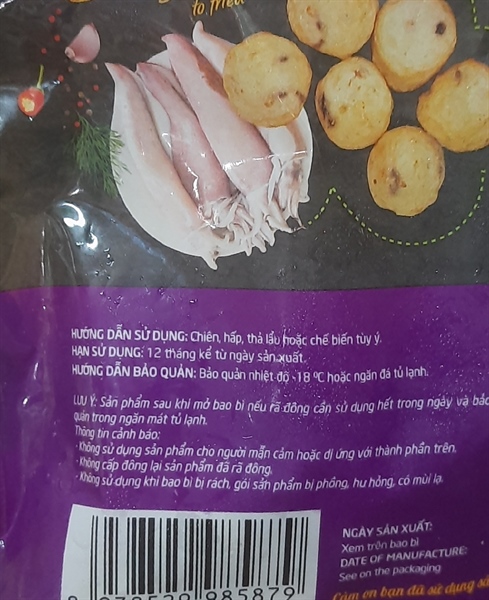 to fried
HƯỚNG DẪN SỬ DỤNG: Chiên, hấp, thả lẩu hoặc chế biến tùy ý.
HẠN SỬ DỤNG: 12 tháng kể từ ngày sản xuất.
HƯỚNG DẪN BẢO QUẢN: Bảo quản nhiệt độ -18 ºC hoặc ngăn đá tủ lạnh.
LƯU Ý: Sản phẩm sau khi mở bao bì nếu rã đông cần sử dụng hết trong ngày và bảo
quản trong ngăn mát tủ lạnh.
Thông tin cảnh báo:
- Không sử dụng sản phẩm cho người mẫn cảm hoặc dị ứng với thành phần trên.
- Không cấp đông lại sản phẩm đã rã đông.
- Không sử dụng khi bao bì bị rách, gói sản phẩm bị phồng, hư hỏng, có mùi lạ.
NGÀY SẢN XUẤT:
Xem trên bao bì
DATE OF MANUFACTURE:
See on the packaging
985879
Cảm ơn bạn đã sử dụng